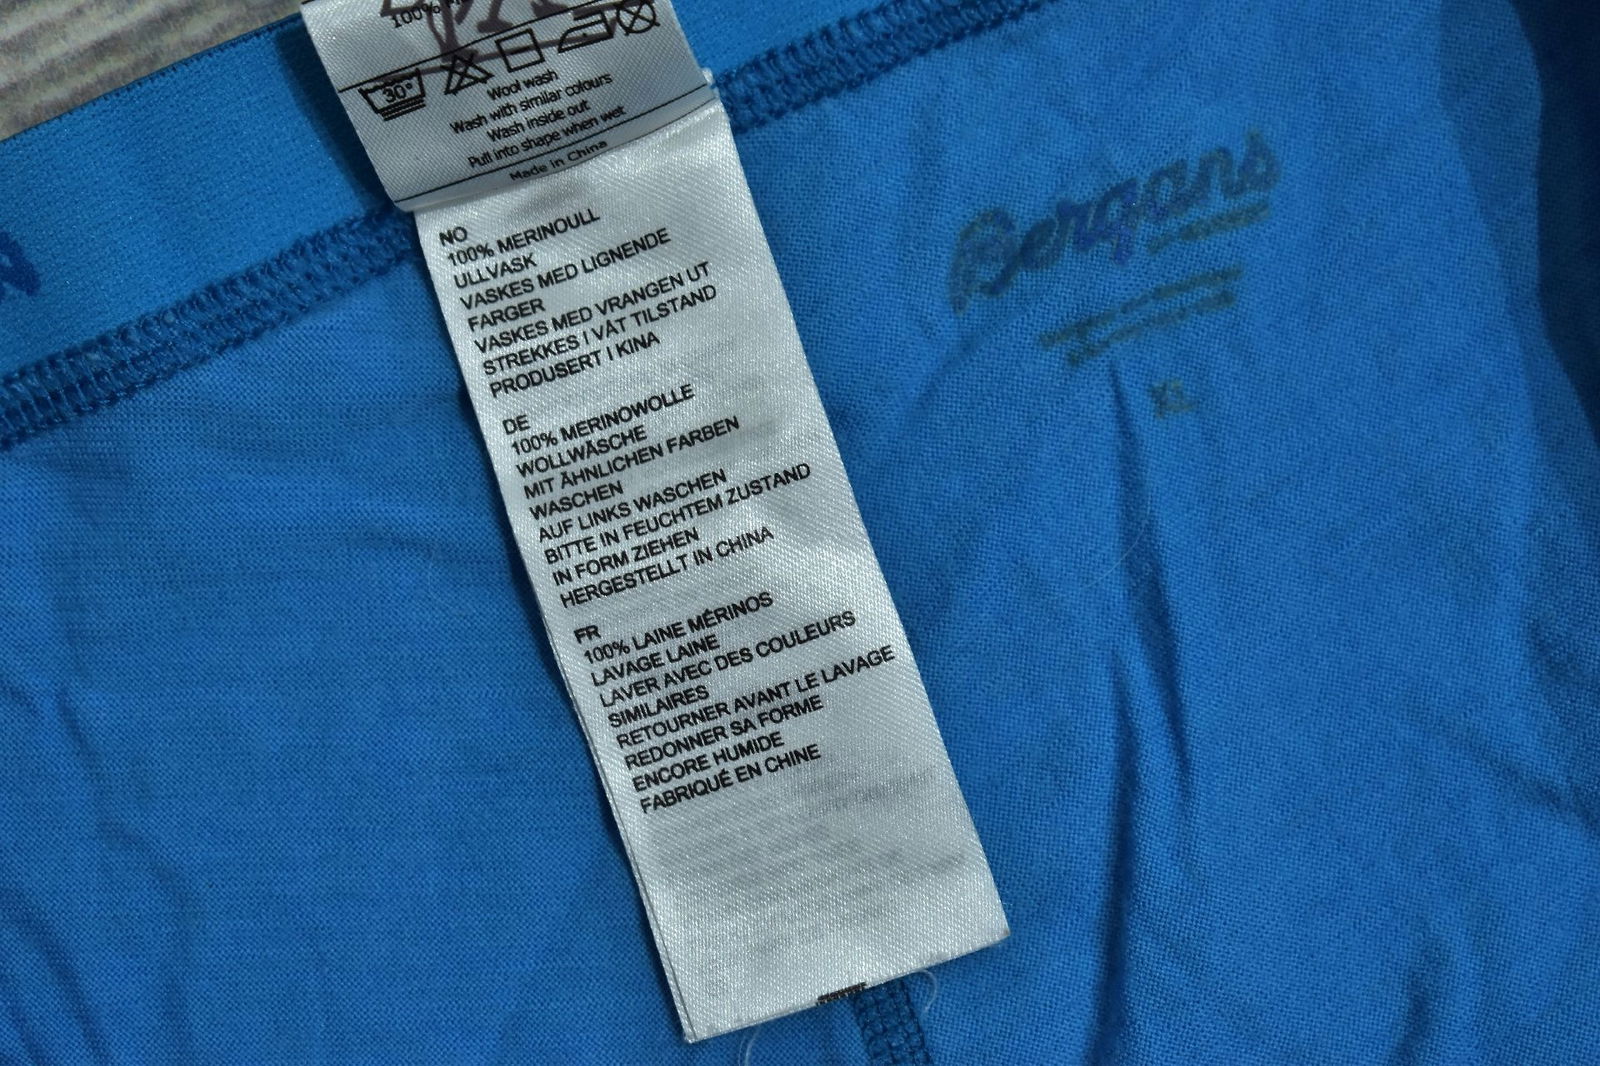 100%
30°
Wool wash
Wash with similar colours
Wash inside out
Pull into shape when wet
Made in China
NO
100% MERINOULL
ULLVASK
VASKES MED LIGNENDE
FARGER
VASKES MED VRANGEN UT
STREKKES I VÅT TILSTAND
PRODUSERT I KINA
DE
100% MERINOWOLLE
WOLLWÄSCHE
MIT ÄHNLICHEN FARBEN
WASCHEN
AUF LINKS WASCHEN
BITTE IN FEUCHTEM ZUSTAND
IN FORM ZIEHEN
HERGESTELLT IN CHINA
FR
100% LAINE MÉRINOS
LAVAGE LAINE
LAVER AVEC DES COULEURS
SIMILAIRES
RETOURNER AVANT LE LAVAGE
REDONNER SA FORME
ENCORE HUMIDE
FABRIQUÉ EN CHINE
Bergans
XL